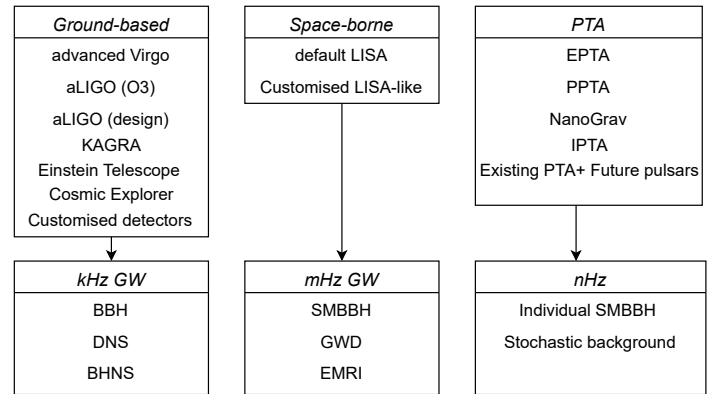 Ground-based
advanced Virgo
aLIGO (O3)
aLIGO (design)
KAGRA
Einstein Telescope
Cosmic Explorer
Customised detectors
Space-borne
default LISA
Customised LISA-like
PTA
EPTA
PPTA
NanoGrav
IPTA
Existing PTA+ Future pulsars
kHz GW
BBH
DNS
BHNS
mHz GW
SMBBH
GWD
EMRI
nHz
Individual SMBBH
Stochastic background